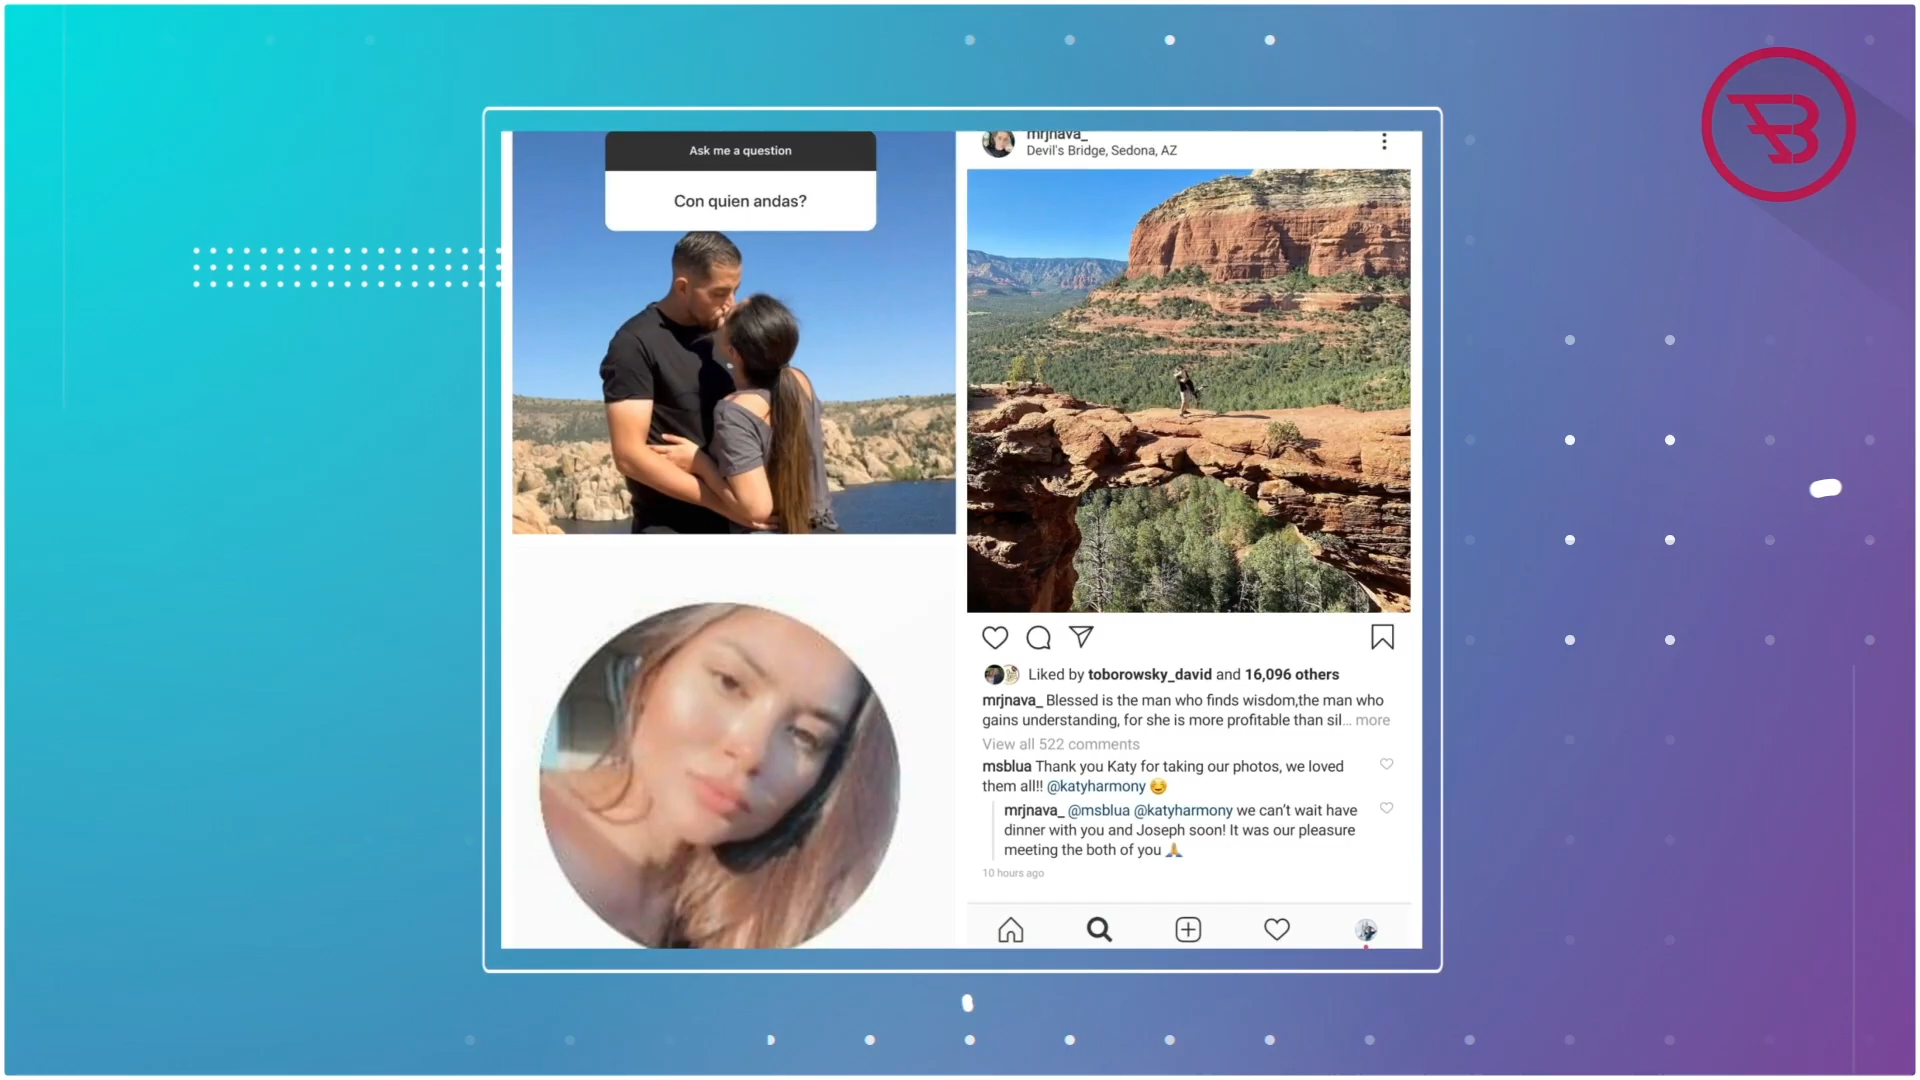 Ask me a question
Con quien andas?
mrjnava_
Devil's Bridge, Sedona, AZ
Liked by toborowsky_david and 16,096 others
mrjnava_ Blessed is the man who finds wisdom,the man who
gains understanding, for she is more profitable than sil... more
View all 522 comments
msblua Thank you Katy for taking our photos, we loved
them all!! @katyharmony 😊
mrjnava_ @msblua @katyharmony we can't wait have
dinner with you and Joseph soon! It was our pleasure
meeting the both of you 🙏
10 hours ago